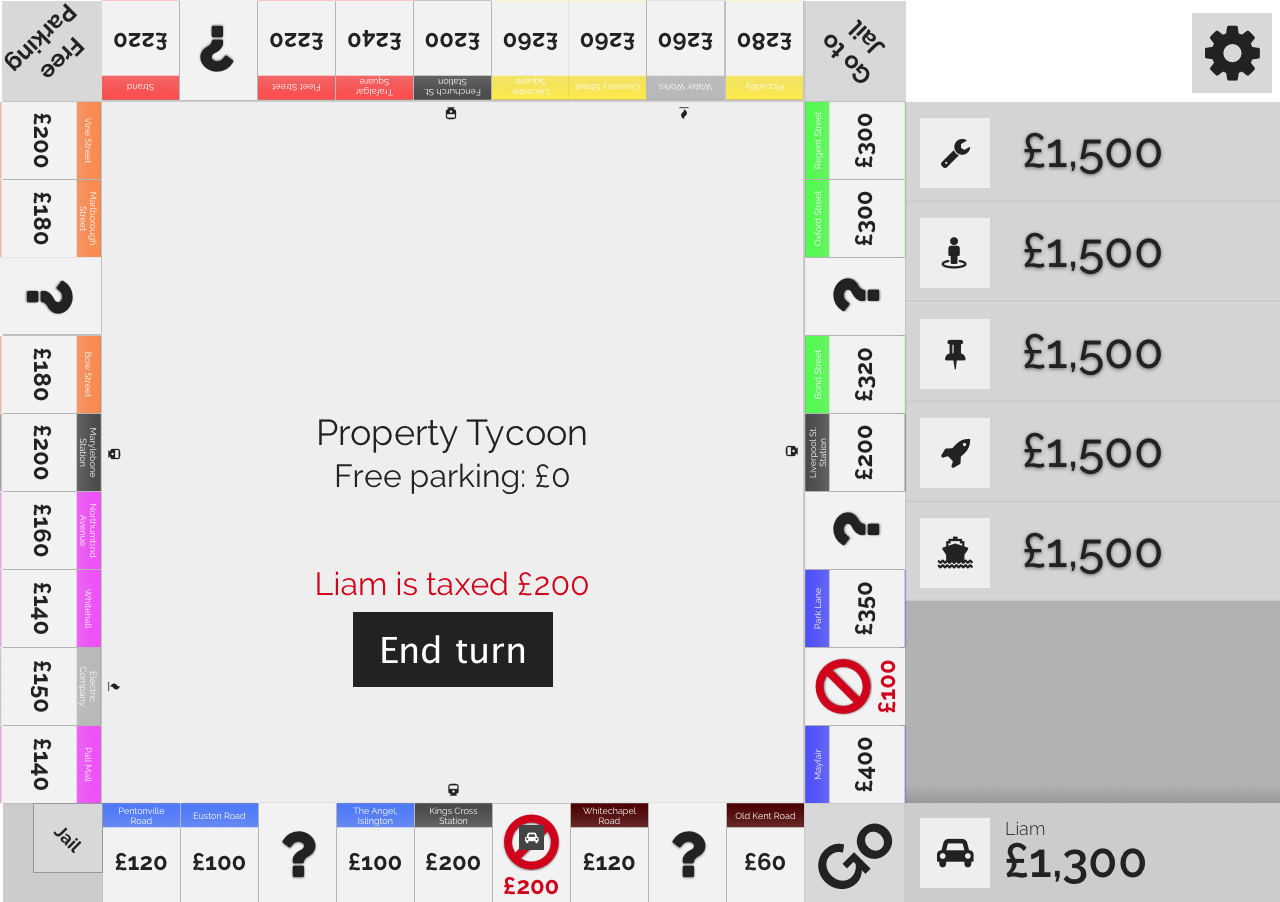 Free
Parking
£220
Strand
?
£220
Fleet Street
£240
Trafalgar
Square
£200
Fenchurch St.
Station
£260
Leicester
Square
£260
Coventry Street
£260
Water Works
£280
Piccadilly
Go to
Jail
£200
Vine Street
£180
Marlborough
Street
?
£180
Bow Street
£200
Marylebone
Station
£160
Northumbnd
Avenue
£140
Whitehall
£150
Electric
Company
£140
Pall Mall
Property Tycoon
Free parking: £0
Liam is taxed £200
End turn
Regent Street
£300
Oxford Street
£300
?
Bond Street
£320
Liverpool St.
Station
£200
?
Park Lane
£350
£100
Mayfair
£400
Jail
Pentonville
Road
£120
Euston Road
£100
?
The Angel,
Islington
£100
Kings Cross
Station
£200
£200
Whitechapel
Road
£120
?
Old Kent Road
£60
Go
£1,500
£1,500
£1,500
£1,500
£1,500
Liam
£1,300